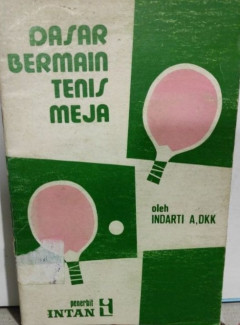 DASAR
BERMAIN
TENIS
MEJA
oleh
INDARTI A,DKK
penerbit
INTAN